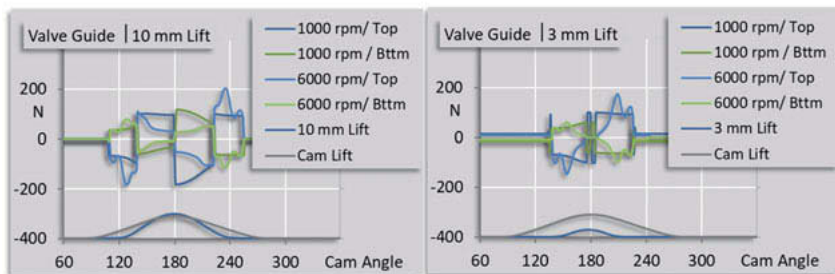 Valve Guide | 10 mm Lift
1000 rpm/ Top
1000 rpm / Bttm
6000 rpm/ Top
6000 rpm/ Bttm
10 mm Lift
Cam Lift
200
N
0
-200
-400
60 120 180 240 300 Cam Angle
Valve Guide | 3 mm Lift
1000 rpm/ Top
1000 rpm/ Bttm
6000 rpm/ Top
6000 rpm/ Bttm
3 mm Lift
Cam Lift
200
N
0
-200
-400
60 120 180 240 300 Cam Angle